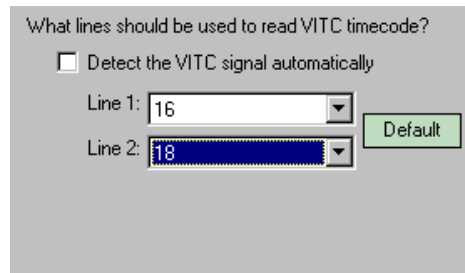 What lines should be used to read VITC timecode?
Detect the VITC signal automatically
Line 1: 16
Default
Line 2: 18